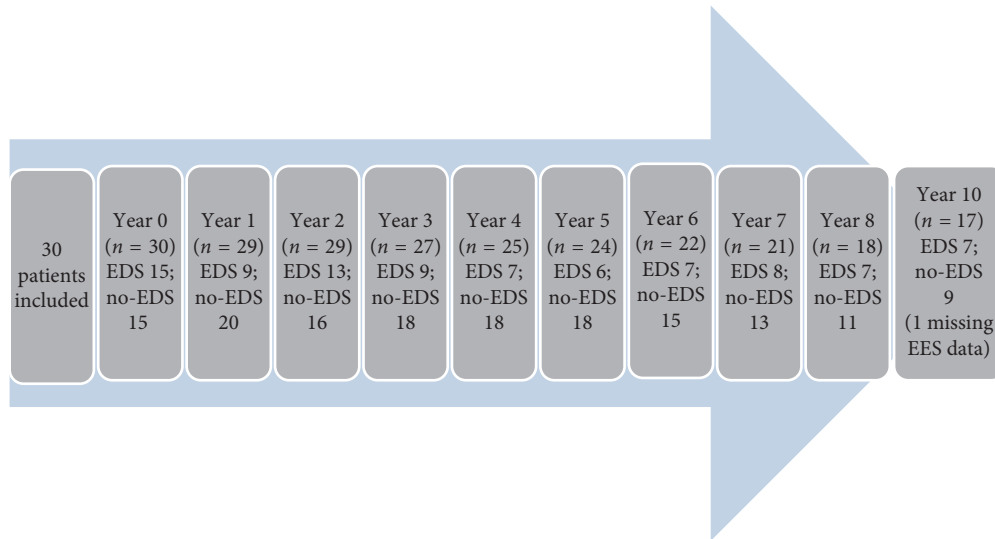 30
patients
included
Year 0
(n = 30)
EDS 15;
no-EDS
15
Year 1
(n = 29)
EDS 9;
no-EDS
20
Year 2
(n = 29)
EDS 13;
no-EDS
16
Year 3
(n = 27)
EDS 9;
no-EDS
18
Year 4
(n = 25)
EDS 7;
no-EDS
18
Year 5
(n = 24)
EDS 6;
no-EDS
18
Year 6
(n = 22)
EDS 7;
no-EDS
15
Year 7
(n = 21)
EDS 8;
no-EDS
13
Year 8
(n = 18)
EDS 7;
no-EDS
11
Year 10
(n = 17)
EDS 7;
no-EDS
9
(1 missing
EES data)